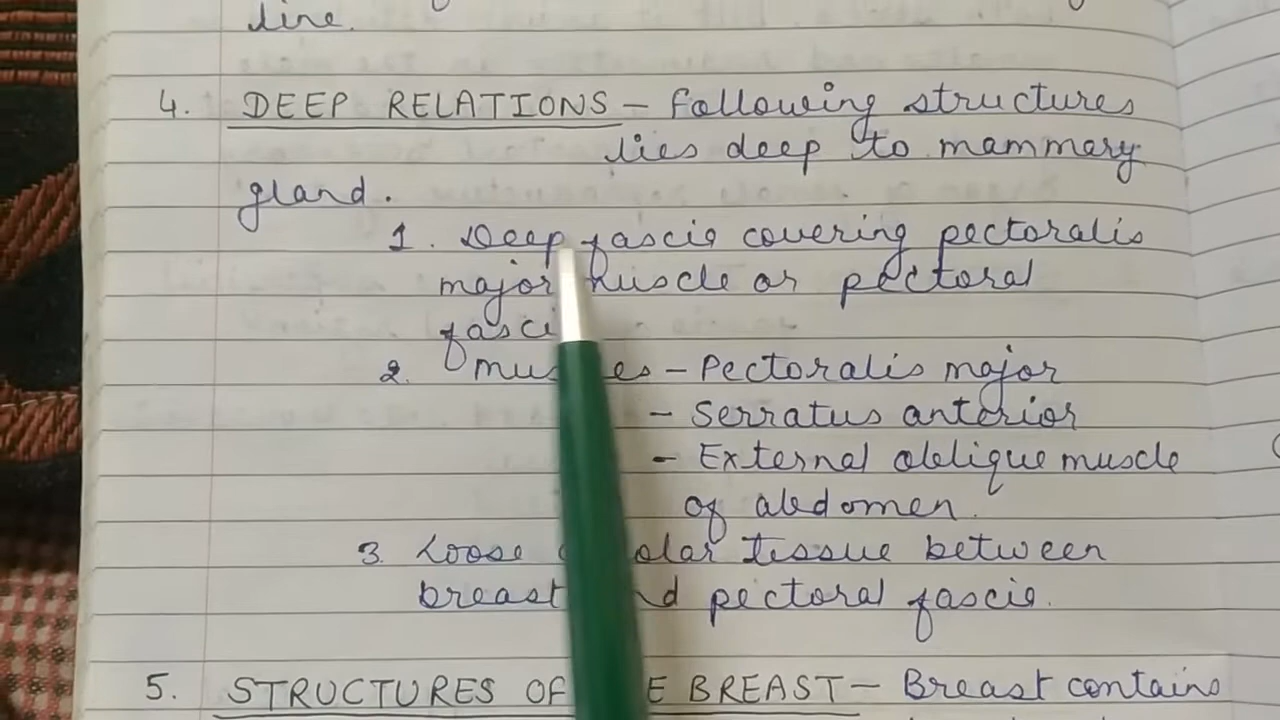 line.
4. DEEP RELATIONS - Following structures
lies deep to mammary
gland.
1. Deep fascia covering pectoralis
major muscle or pectoral
fasci
2. mus es - Pectoralis major
- Serratus anterior
- External oblique muscle
of abdomen.
3. Loose olar tissue between
breast nd pectoral fascia.
5. STRUCTURES OF E BREAST - Breast contains